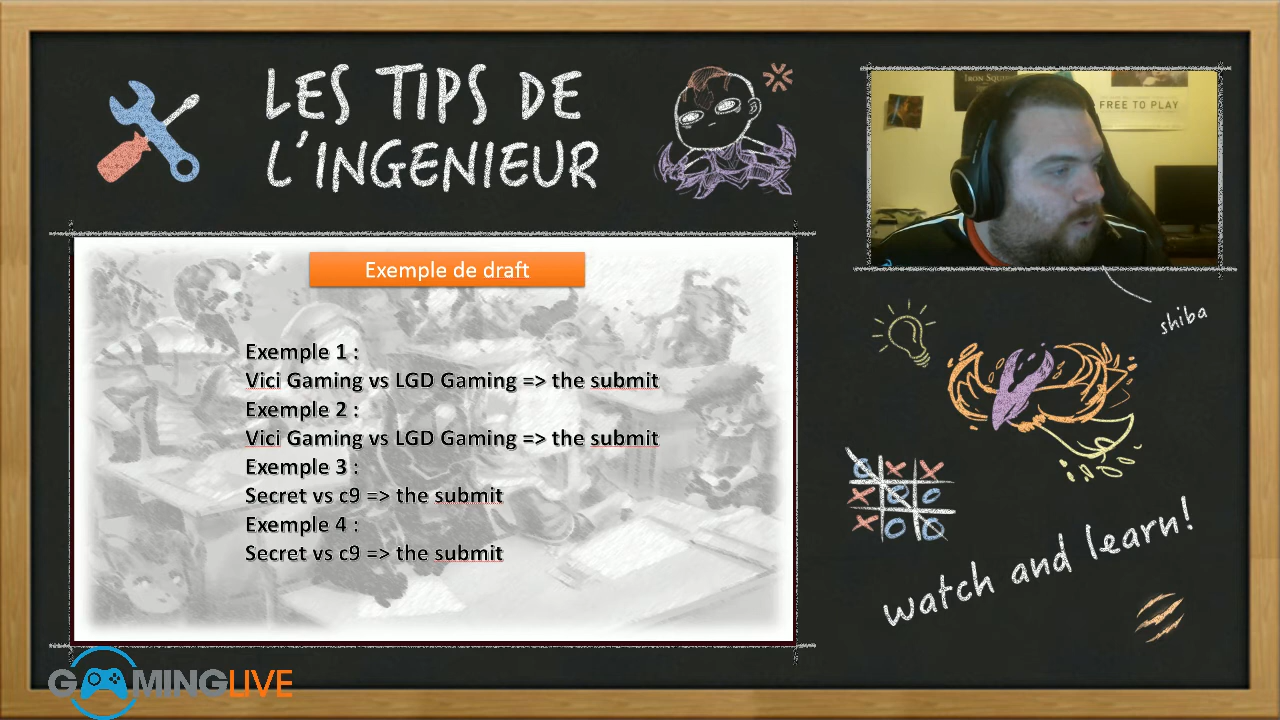 LES TIPS DE
L'INGENIEUR
IRON SQU
FREE TO PLAY
Exemple de draft
Exemple 1 :
Vici Gaming vs LGD Gaming => the submit
Exemple 2 :
Vici Gaming vs LGD Gaming => the submit
Exemple 3 :
Secret vs c9 => the submit
Exemple 4 :
Secret vs c9 => the submit
shiba
watch and learn!
GAMINGLIVE